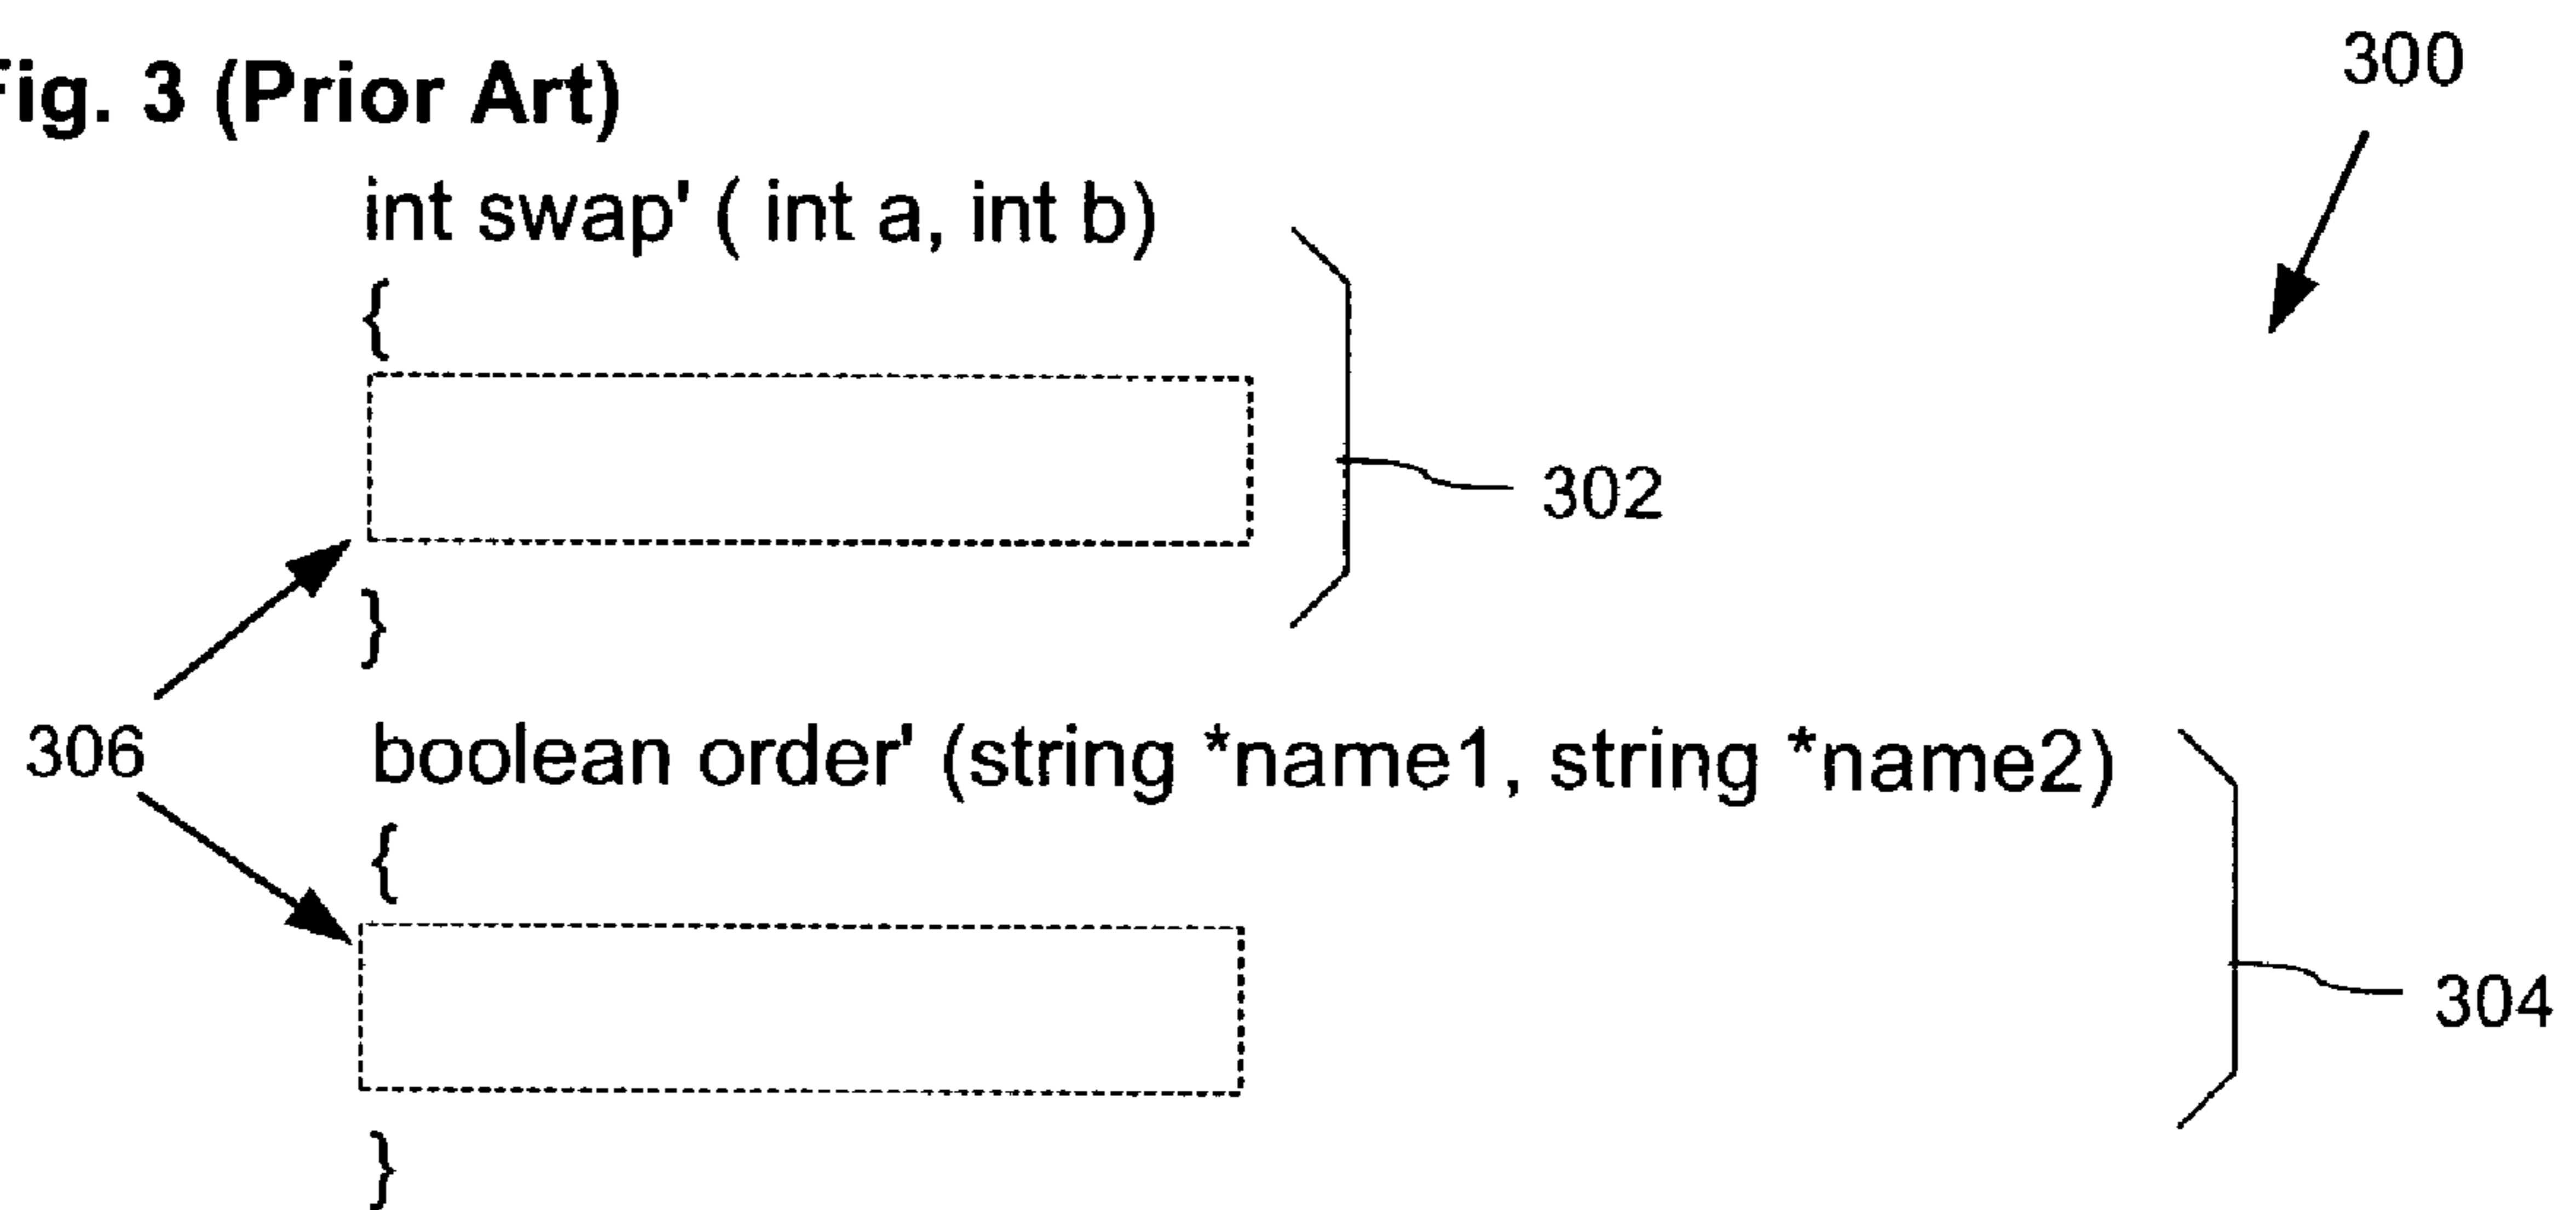 Fig. 3 (Prior Art)
300
int swap' ( int a, int b)
{
302
}
306
boolean order' (string *name1, string *name2)
{
304
}